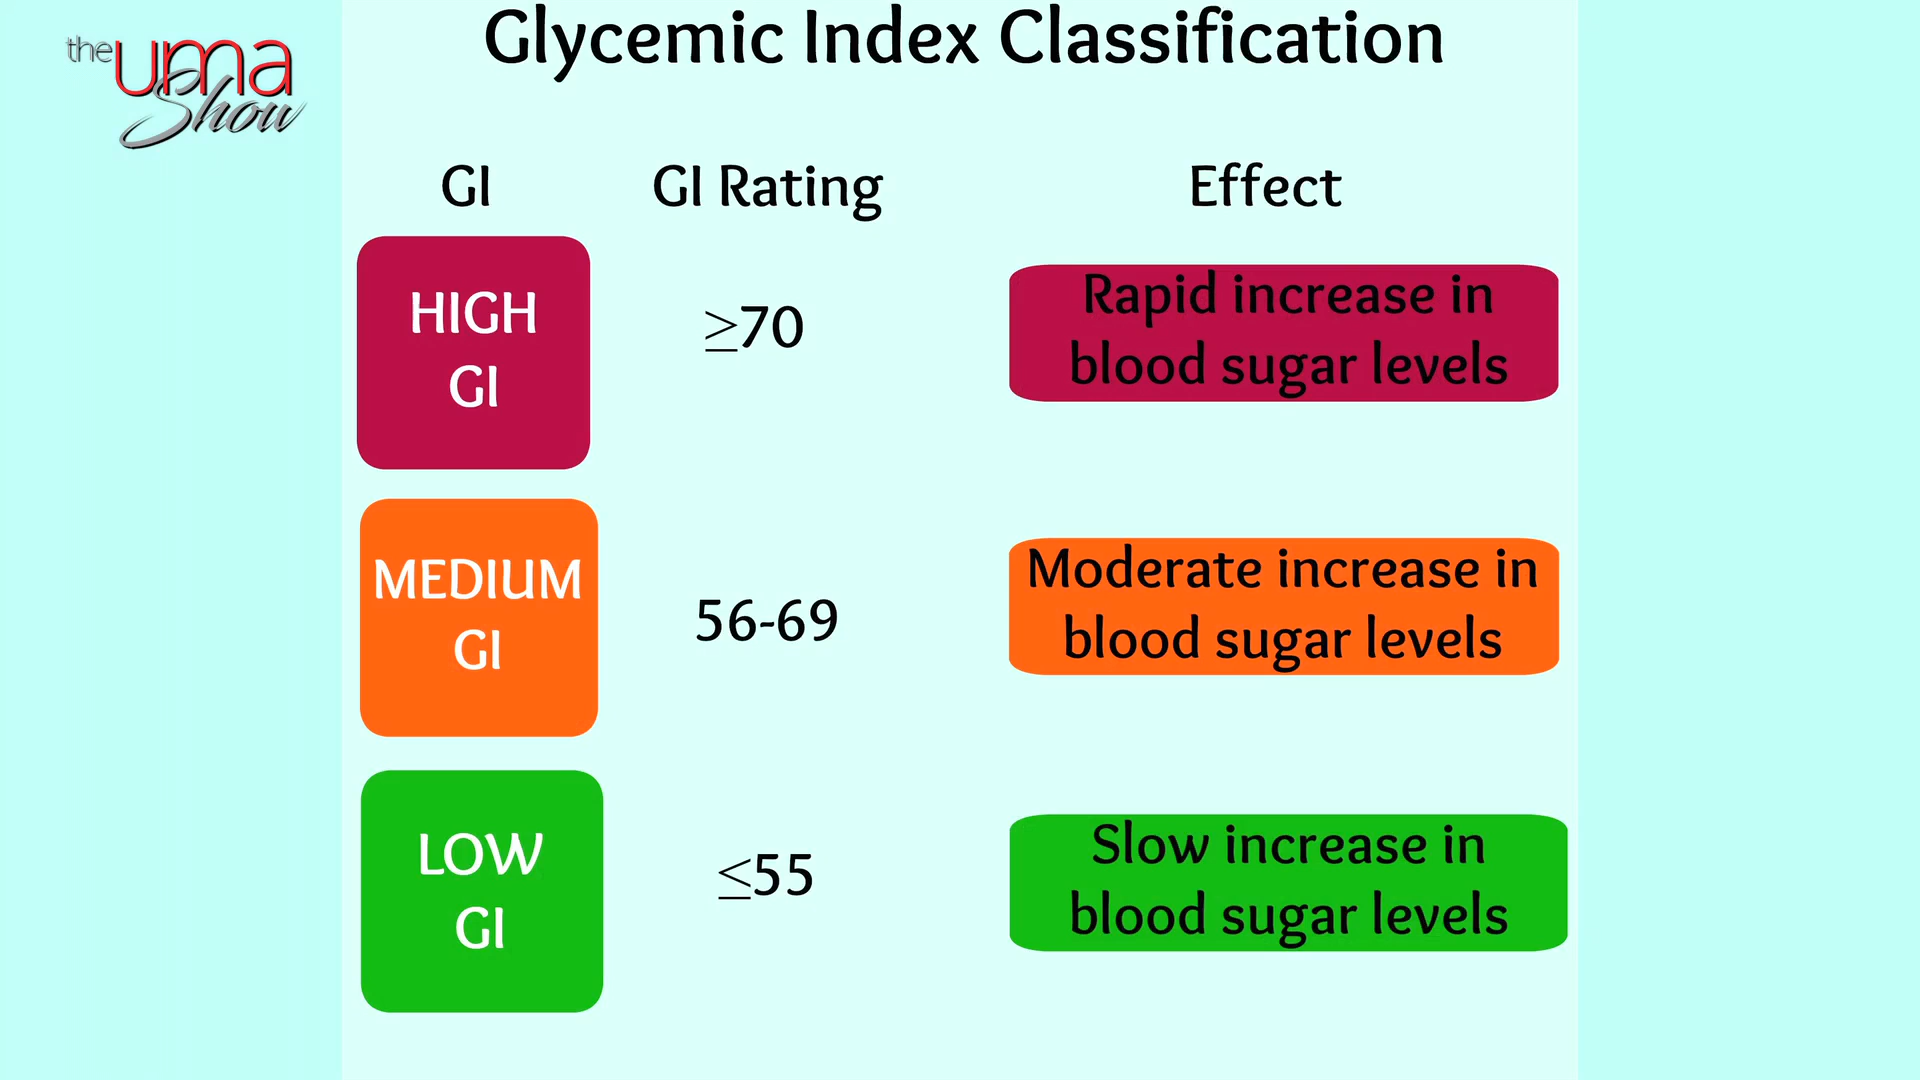 the uma
Show
Glycemic Index Classification
GI
GI Rating
Effect
HIGH
GI
≥70
Rapid increase in
blood sugar levels
MEDIUM
GI
56-69
Moderate increase in
blood sugar levels
LOW
GI
≤55
Slow increase in
blood sugar levels